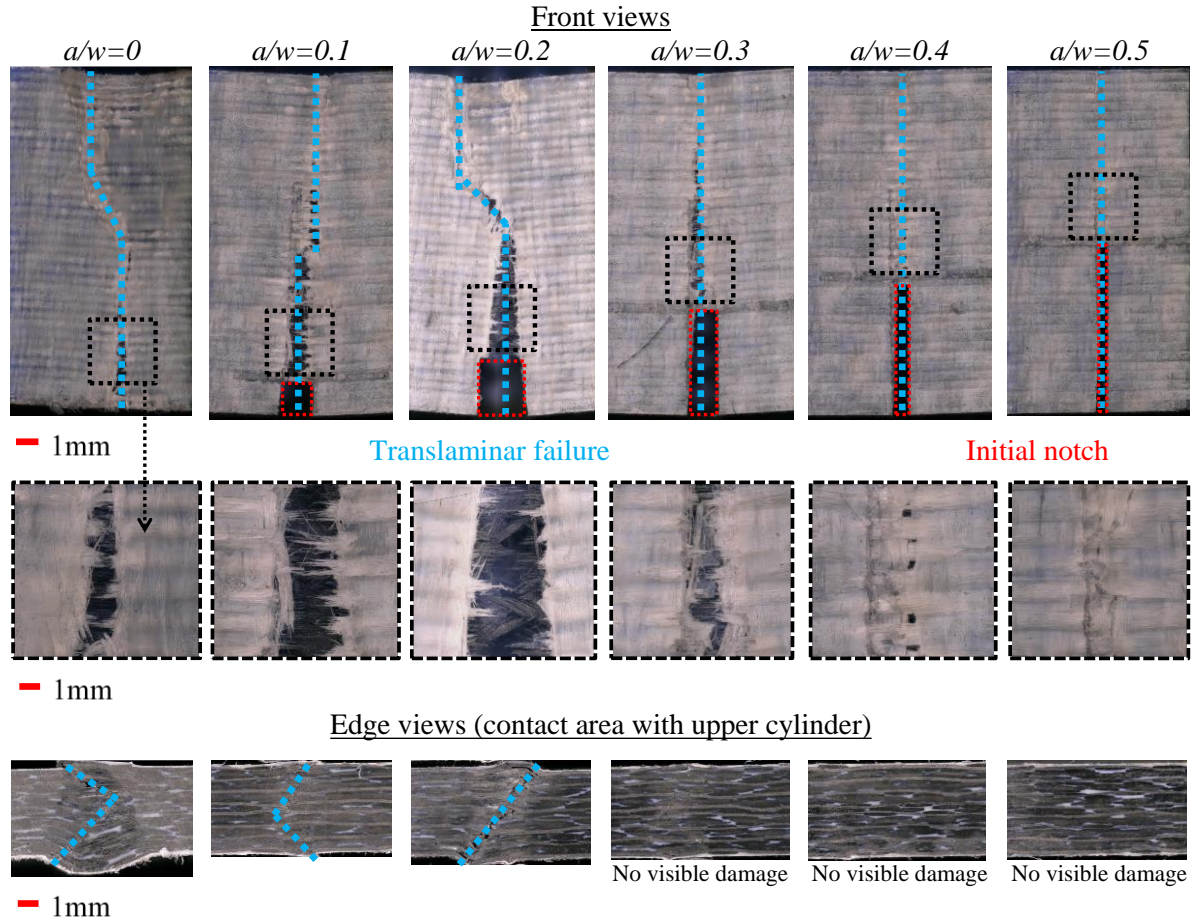 Front views
a/w=0 a/w=0.1 a/w=0.2 a/w=0.3 a/w=0.4 a/w=0.5
1mm Translaminar failure Initial notch
1mm
Edge views (contact area with upper cylinder)
No visible damage No visible damage No visible damage
1mm